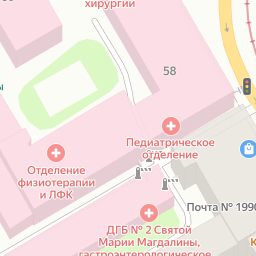 хирургии
58
Педиатрическое
отделение
Отделение
физиотерапии
и ЛФК
Почта № 1990
ДГБ № 2 Святой
Марии Магдалины,
гастроэнтерологическое